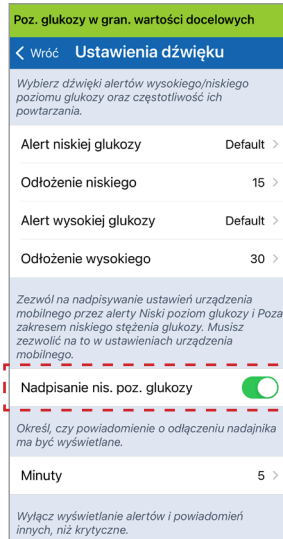 Poz. glukozy w gran. wartości docelowych
Wróć Ustawienia dźwięku
Wybierz dźwięki alertów wysokiego/niskiego
poziomu glukozy oraz częstotliwość ich
powtarzania.
Alert niskiej glukozy Default
Odłożenie niskiego 15
Alert wysokiej glukozy Default
Odłożenie wysokiego 30
Zezwól na nadpisywanie ustawień urządzenia
mobilnego przez alerty Niski poziom glukozy i Poza
zakresem niskiego stężenia glukozy. Musisz
zezwolić na to w ustawieniach urządzenia
mobilnego.
Nadpisanie nis. poz. glukozy
Określ, czy powiadomienie o odłączeniu nadajnika
ma być wyświetlane.
Minuty 5
Wyłącz wyświetlanie alertów i powiadomień
innych, niż krytyczne.